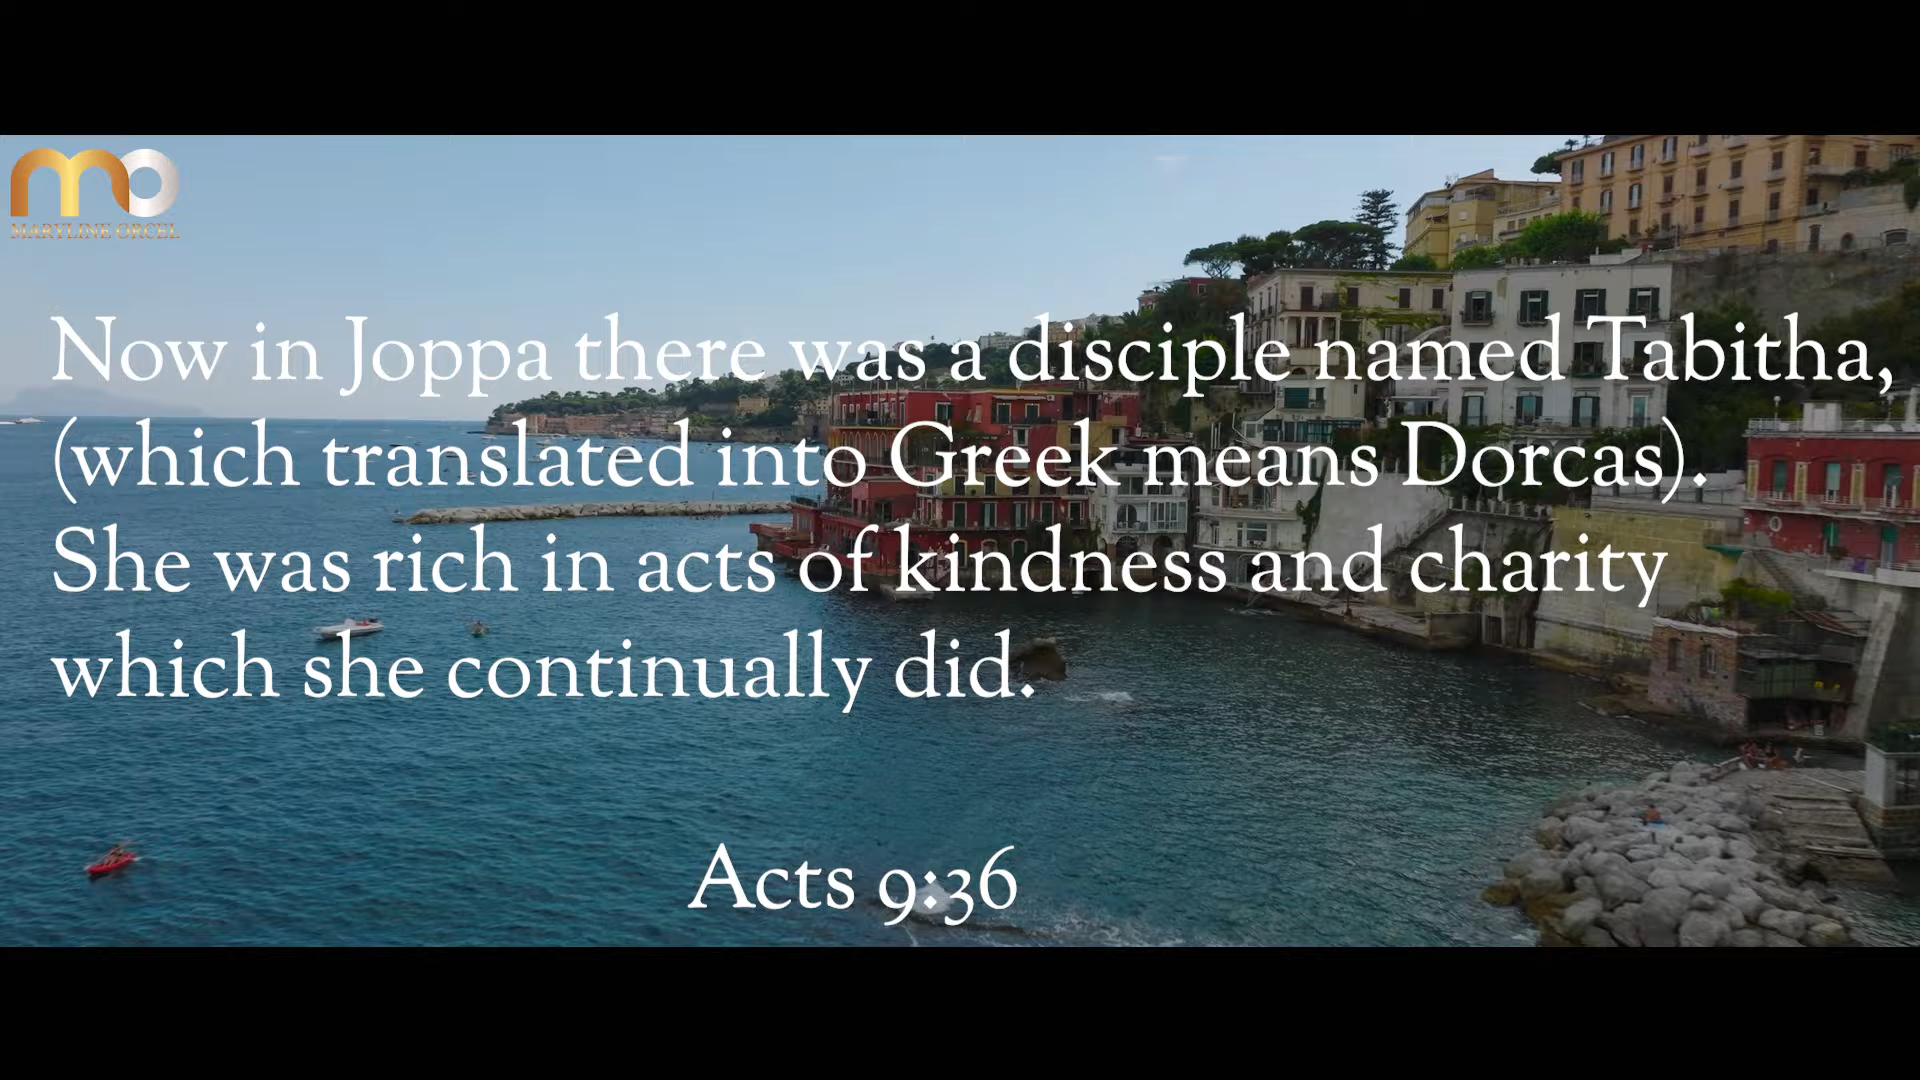 mo
MARYLINE ORCEL
Now in Joppa there was a disciple named Tabitha,
(which translated into Greek means Dorcas).
She was rich in acts of kindness and charity
which she continually did.
Acts 9:36